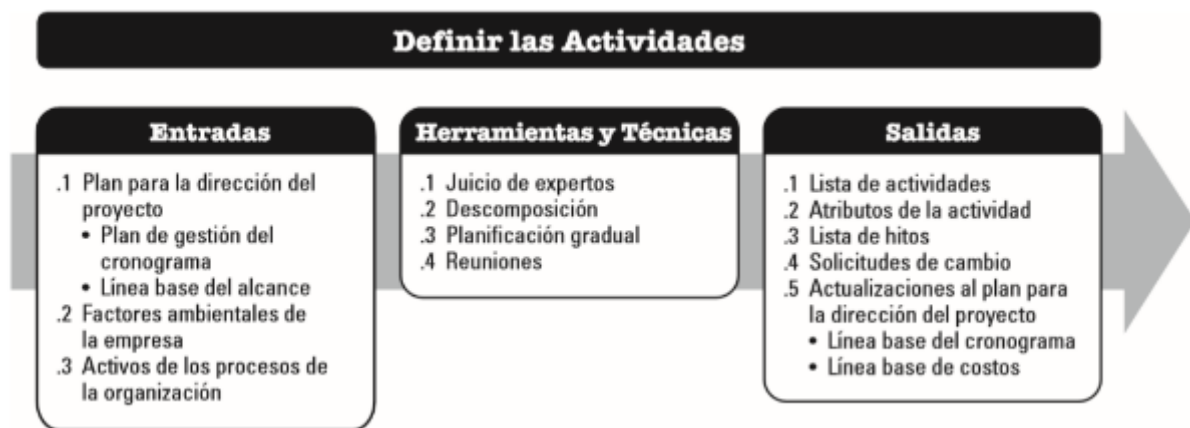 Definir las Actividades
Entradas
.1 Plan para la dirección del
proyecto
• Plan de gestión del
cronograma
• Línea base del alcance
.2 Factores ambientales de
la empresa
.3 Activos de los procesos de
la organización
Herramientas y Técnicas
.1 Juicio de expertos
.2 Descomposición
.3 Planificación gradual
.4 Reuniones
Salidas
.1 Lista de actividades
.2 Atributos de la actividad
.3 Lista de hitos
.4 Solicitudes de cambio
.5 Actualizaciones al plan para
la dirección del proyecto
• Línea base del cronograma
• Línea base de costos